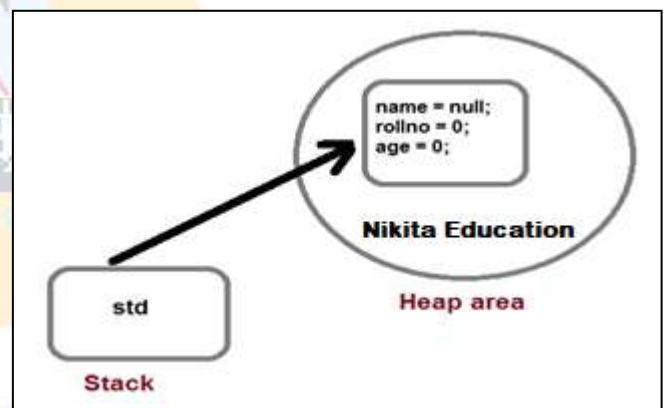 name = null;
rollno = 0;
age = 0;
Nikita Education
Heap area
std
Stack